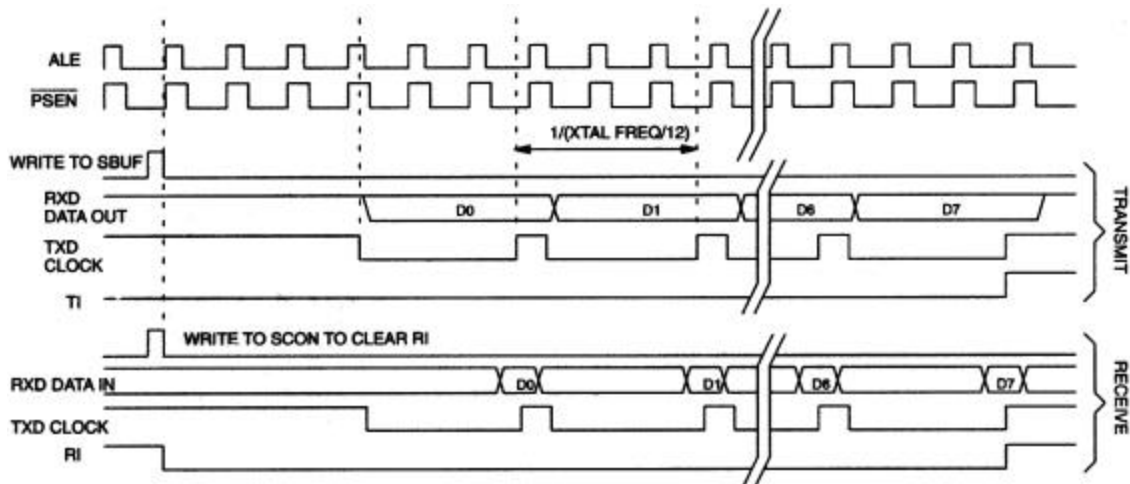 ALE
PSEN
1/(XTAL FREQ/12)
WRITE TO SBUF
RXD
DATA OUT
D0
D1
D6
D7
TXD
CLOCK
TI
TRANSMIT
WRITE TO SCON TO CLEAR RI
RXD DATA IN
D0
D1
D6
D7
TXD CLOCK
RI
RECEIVE